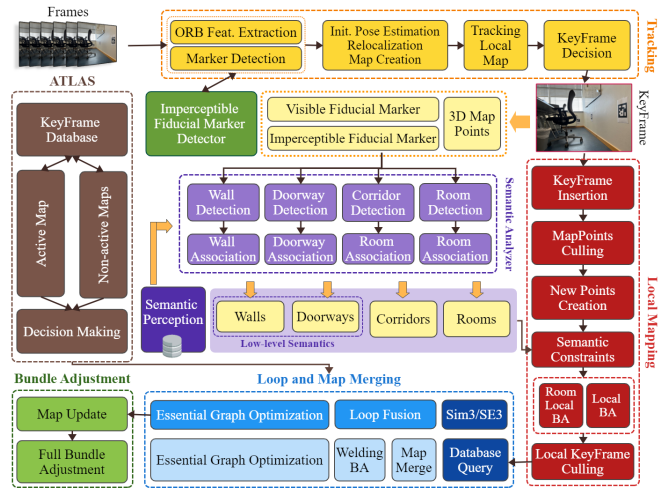 Frames
ORB Feat. Extraction
Marker Detection
Init. Pose Estimation
Relocalization
Map Creation
Tracking
Local
Map
KeyFrame
Decision
Tracking
ATLAS
KeyFrame
Database
Active Map
Non-active Maps
Decision Making
Imperceptible
Fiducial Marker
Detector
Visible Fiducial Marker
Imperceptible Fiducial Marker
3D Map
Points
KeyFrame
Wall
Detection
Doorway
Detection
Corridor
Detection
Room
Detection
Wall
Association
Doorway
Association
Room
Association
Room
Association
Semantic
Analyzer
Semantic
Perception
Walls
Doorways
Corridors
Rooms
Low-level Semantics
KeyFrame
Insertion
MapPoints
Culling
New Points
Creation
Semantic
Constraints
Room
Local
BA
Local
BA
Local KeyFrame
Culling
Local Mapping
Bundle Adjustment
Map Update
Full Bundle
Adjustment
Loop and Map Merging
Essential Graph Optimization
Loop Fusion
Sim3/SE3
Essential Graph Optimization
Welding
BA
Map
Merge
Database
Query